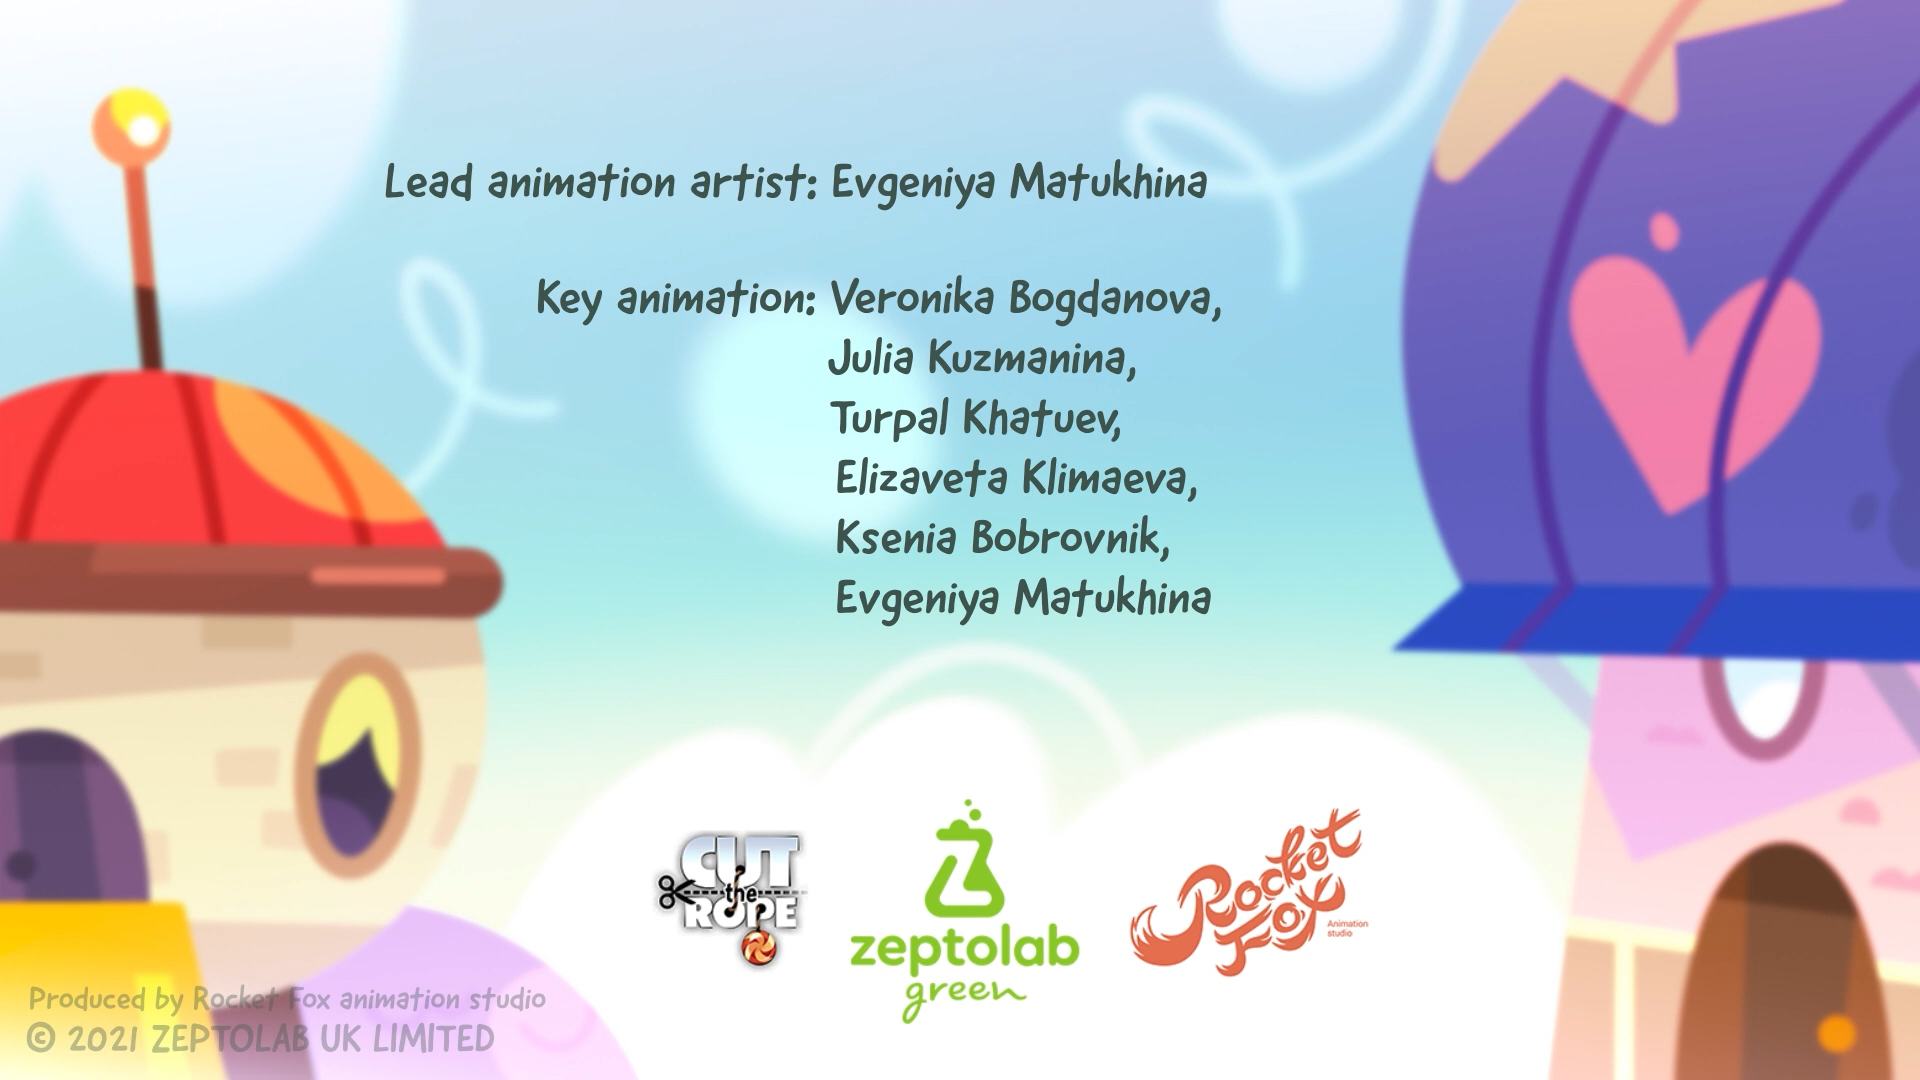 Lead animation artist: Evgeniya Matukhina
Key animation: Veronika Bogdanova,
Julia Kuzmanina,
Turpal Khatuev,
Elizaveta Klimaeva,
Ksenia Bobrovnik,
Evgeniya Matukhina
CUT
the
ROPE
zeptolab
green
Rocket
Fox
Animation
studio
Produced by Rocket Fox animation studio
© 2021 ZEPTOLAB UK LIMITED